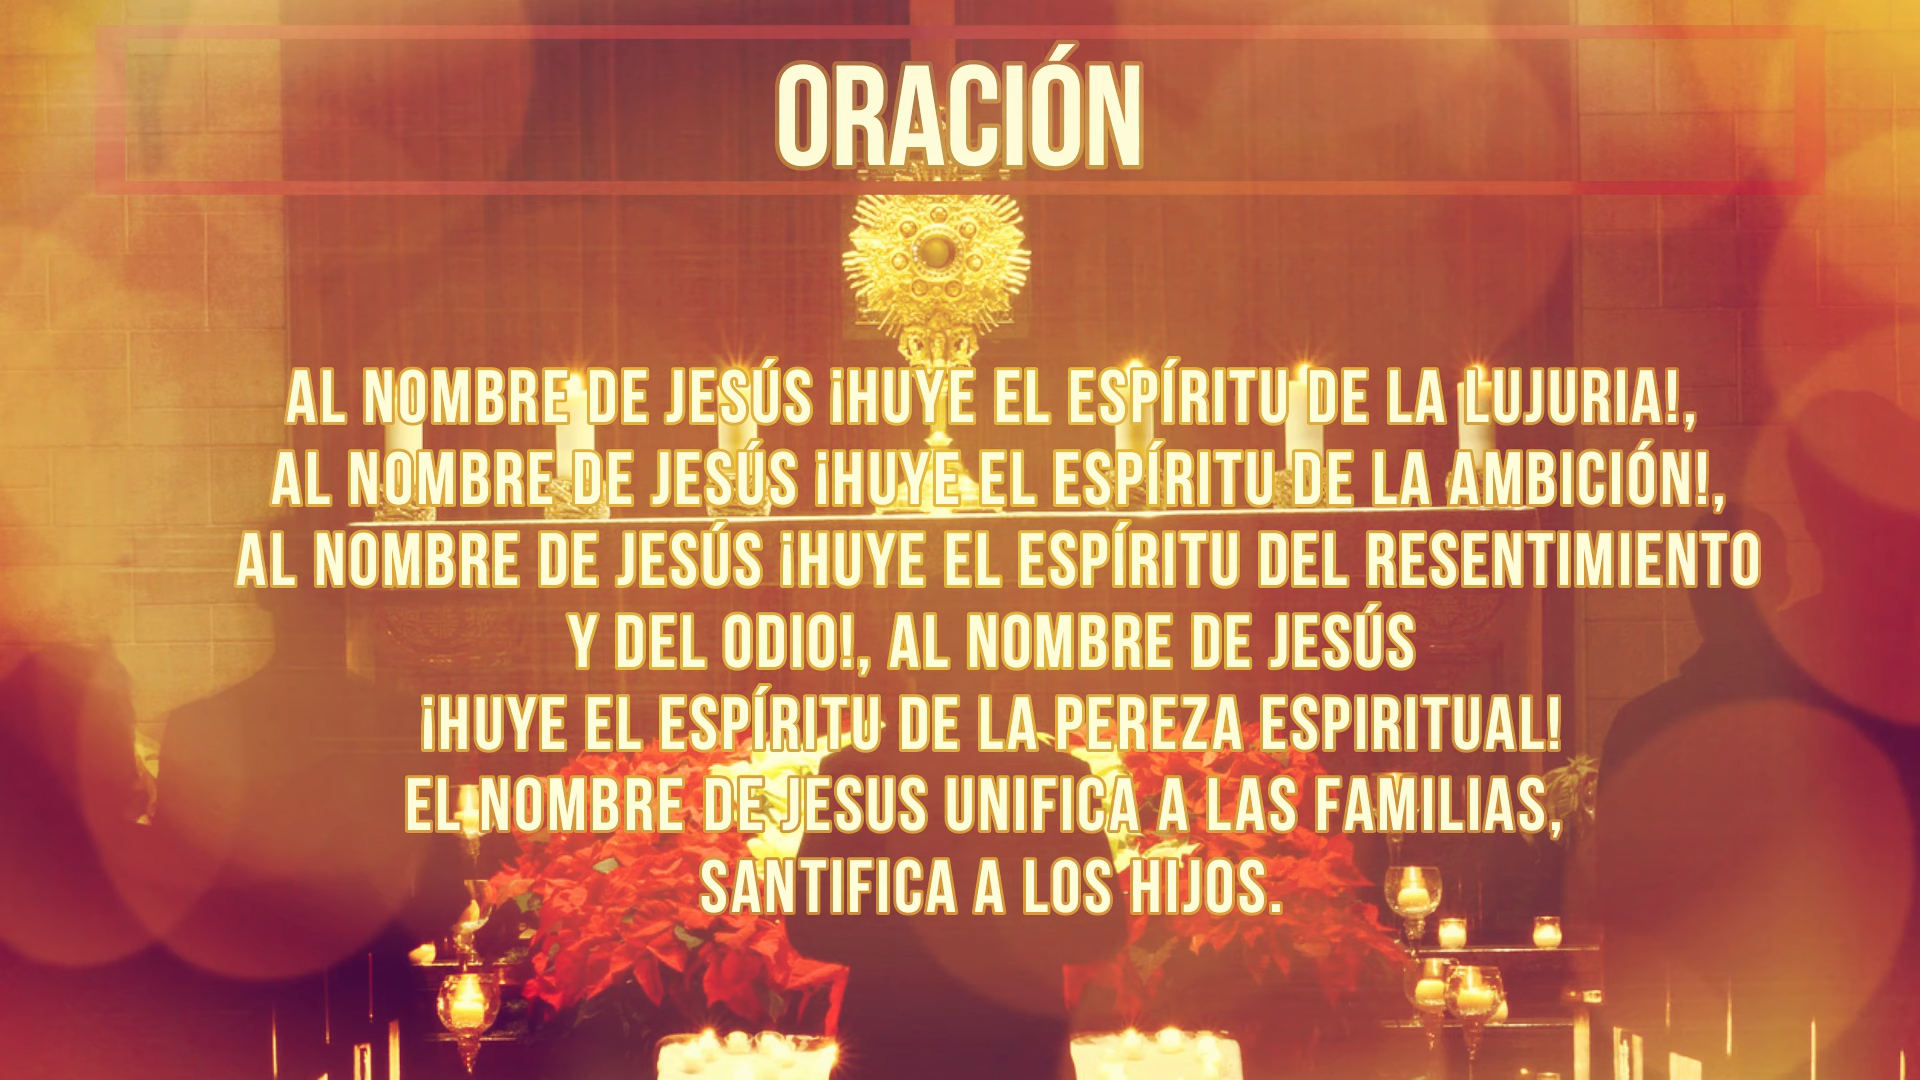 ORACIÓN
AL NOMBRE DE JESÚS ¡HUYE EL ESPÍRITU DE LA LUJURIA!,
AL NOMBRE DE JESÚS ¡HUYE EL ESPÍRITU DE LA AMBICIÓN!,
AL NOMBRE DE JESÚS ¡HUYE EL ESPÍRITU DEL RESENTIMIENTO
Y DEL ODIO!, AL NOMBRE DE JESÚS
¡HUYE EL ESPÍRITU DE LA PEREZA ESPIRITUAL!
EL NOMBRE DE JESUS UNIFICA A LAS FAMILIAS,
SANTIFICA A LOS HIJOS.